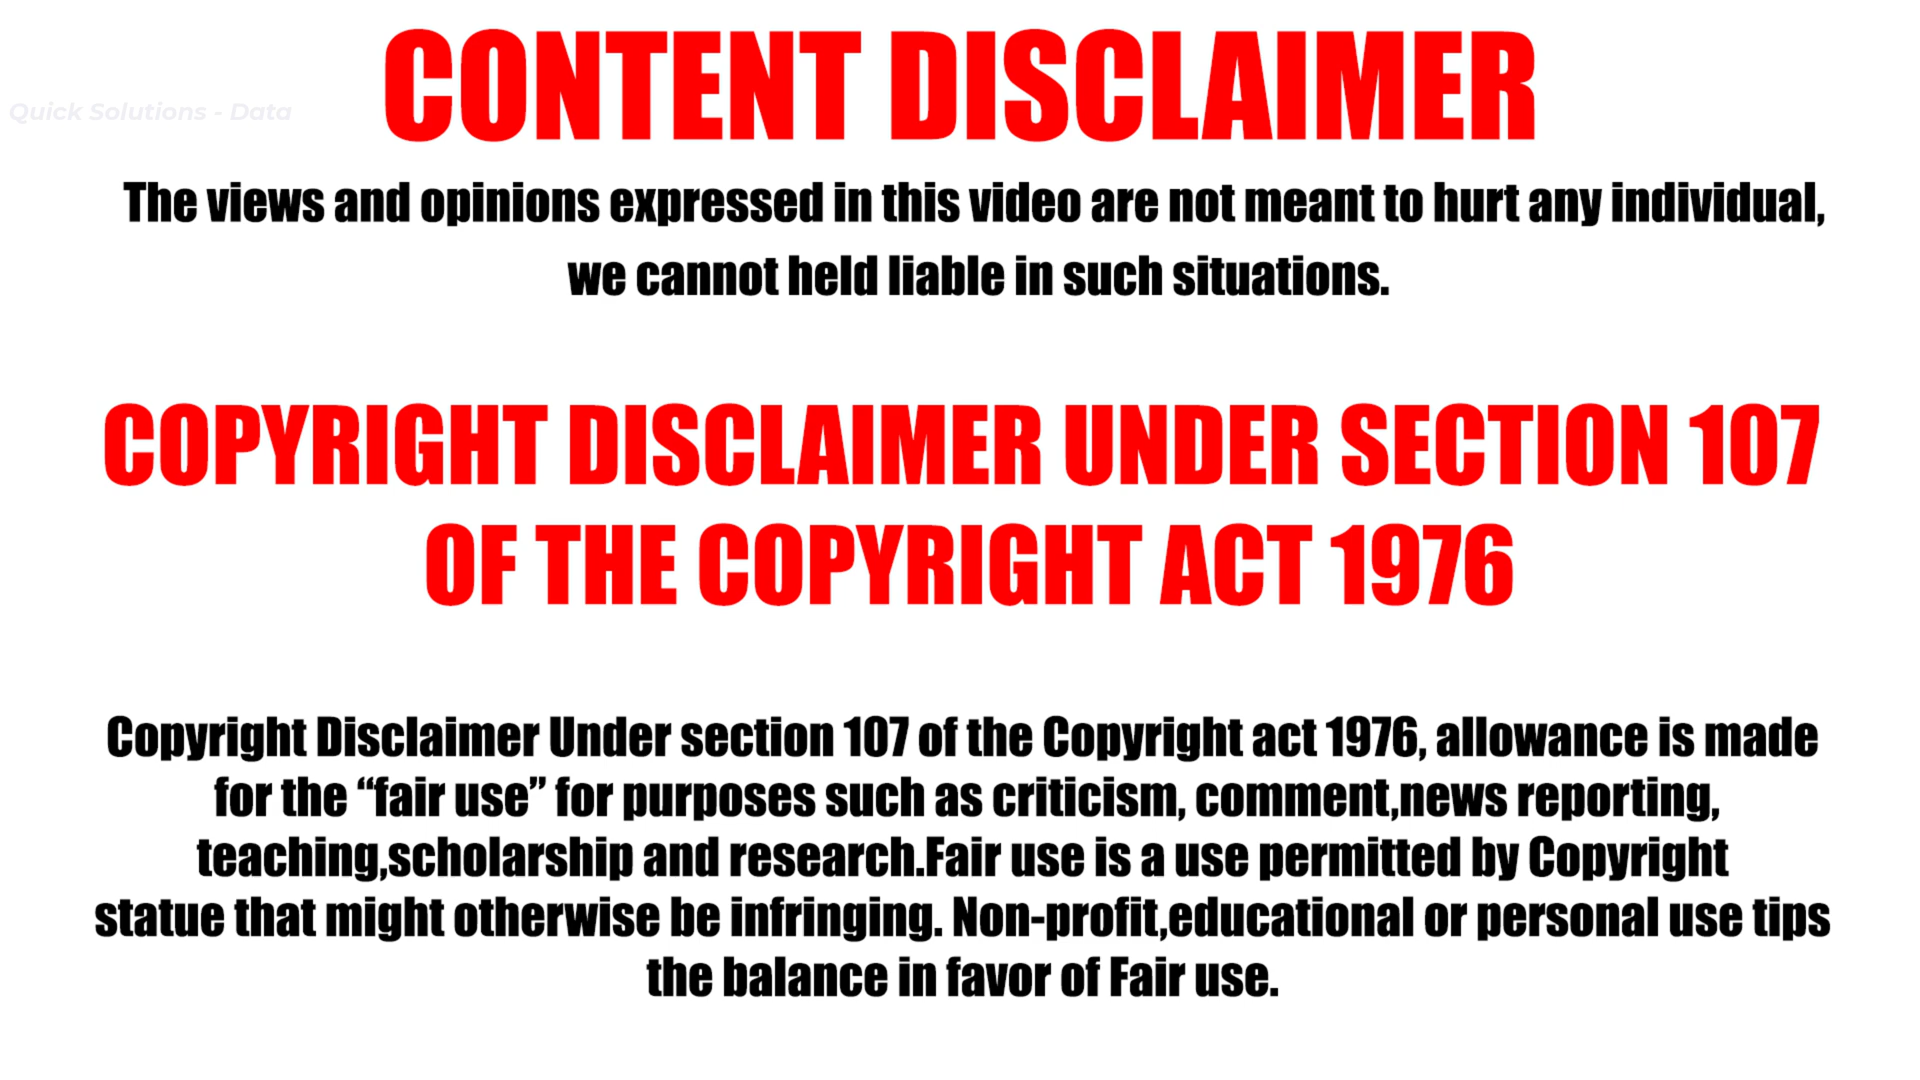 CONTENT DISCLAIMER
Quick Solutions - Data
The views and opinions expressed in this video are not meant to hurt any individual,
we cannot held liable in such situations.
COPYRIGHT DISCLAIMER UNDER SECTION 107
OF THE COPYRIGHT ACT 1976
Copyright Disclaimer Under section 107 of the Copyright act 1976, allowance is made
for the “fair use” for purposes such as criticism, comment,news reporting,
teaching,scholarship and research.Fair use is a use permitted by Copyright
statue that might otherwise be infringing. Non-profit,educational or personal use tips
the balance in favor of Fair use.